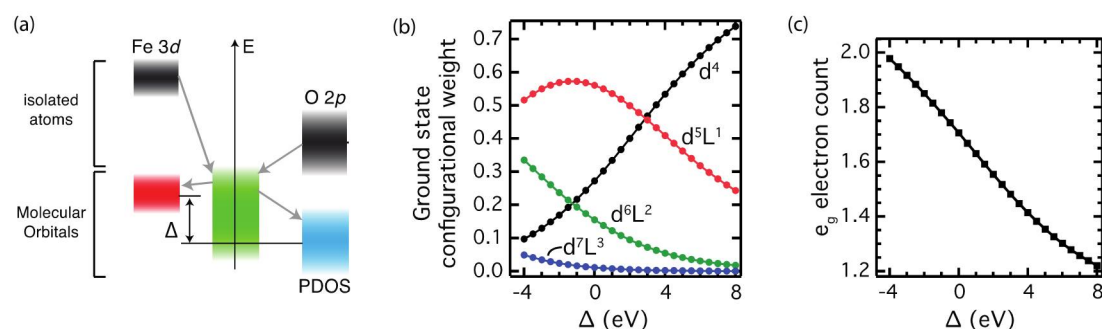 (a)
Fe 3d
E
O 2p
isolated
atoms
Molecular
Orbitals
Δ
PDOS
(b)
Ground state
configurational weight
0.7
0.6
0.5
0.4
0.3
0.2
0.1
0.0
d⁴
d⁵L¹
d⁶L²
d⁷L³
-4
0
4
8
Δ (eV)
(c)
e_g electron count
2.0
1.8
1.6
1.4
1.2
-4
0
4
8
Δ (eV)